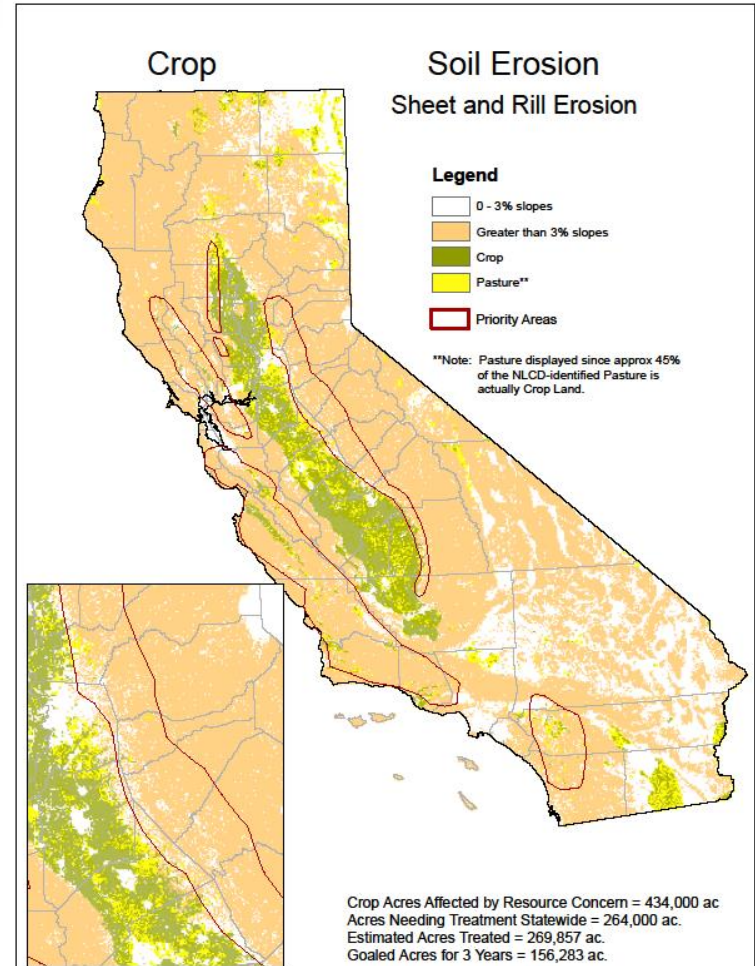 Crop
Soil Erosion
Sheet and Rill Erosion
Legend
0 - 3% slopes
Greater than 3% slopes
Crop
Pasture**
Priority Areas
**Note: Pasture displayed since approx 45%
of the NLCD-identified Pasture is
actually Crop Land.
Crop Acres Affected by Resource Concern = 434,000 ac
Acres Needing Treatment Statewide = 264,000 ac.
Estimated Acres Treated = 269,857 ac.
Goaled Acres for 3 Years = 156,283 ac.